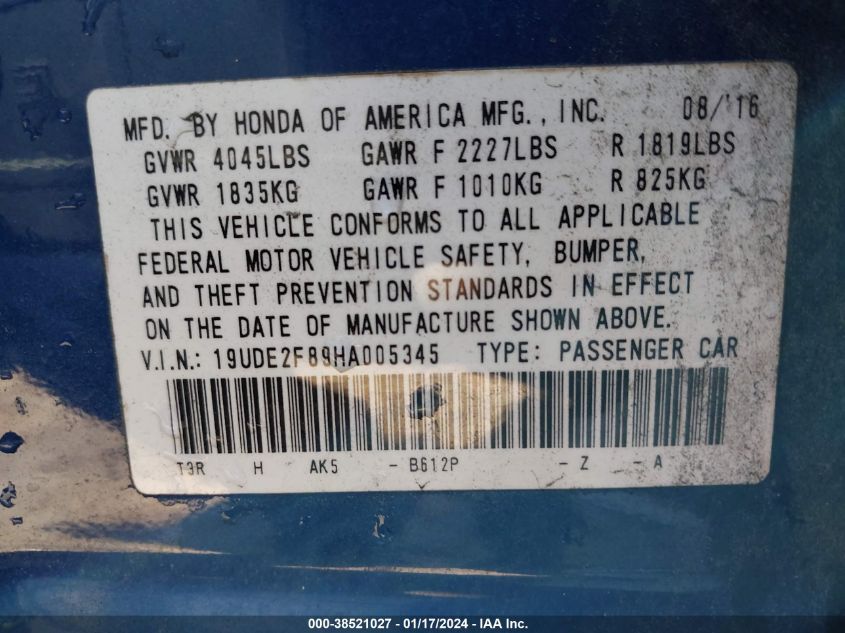 MFD. BY HONDA OF AMERICA MFG., INC. 08/'16
GVWR 4045LBS GAWR F 2227LBS R 1819LBS
GVWR 1835KG GAWR F 1010KG R 825KG
THIS VEHICLE CONFORMS TO ALL APPLICABLE
FEDERAL MOTOR VEHICLE SAFETY, BUMPER,
AND THEFT PREVENTION STANDARDS IN EFFECT
ON THE DATE OF MANUFACTURE SHOWN ABOVE.
V.I.N.: 19UDE2F89HA005345 TYPE: PASSENGER CAR
T3R H AK5 - B612P - Z - A
000-38521027 - 01/17/2024 - IAA Inc.